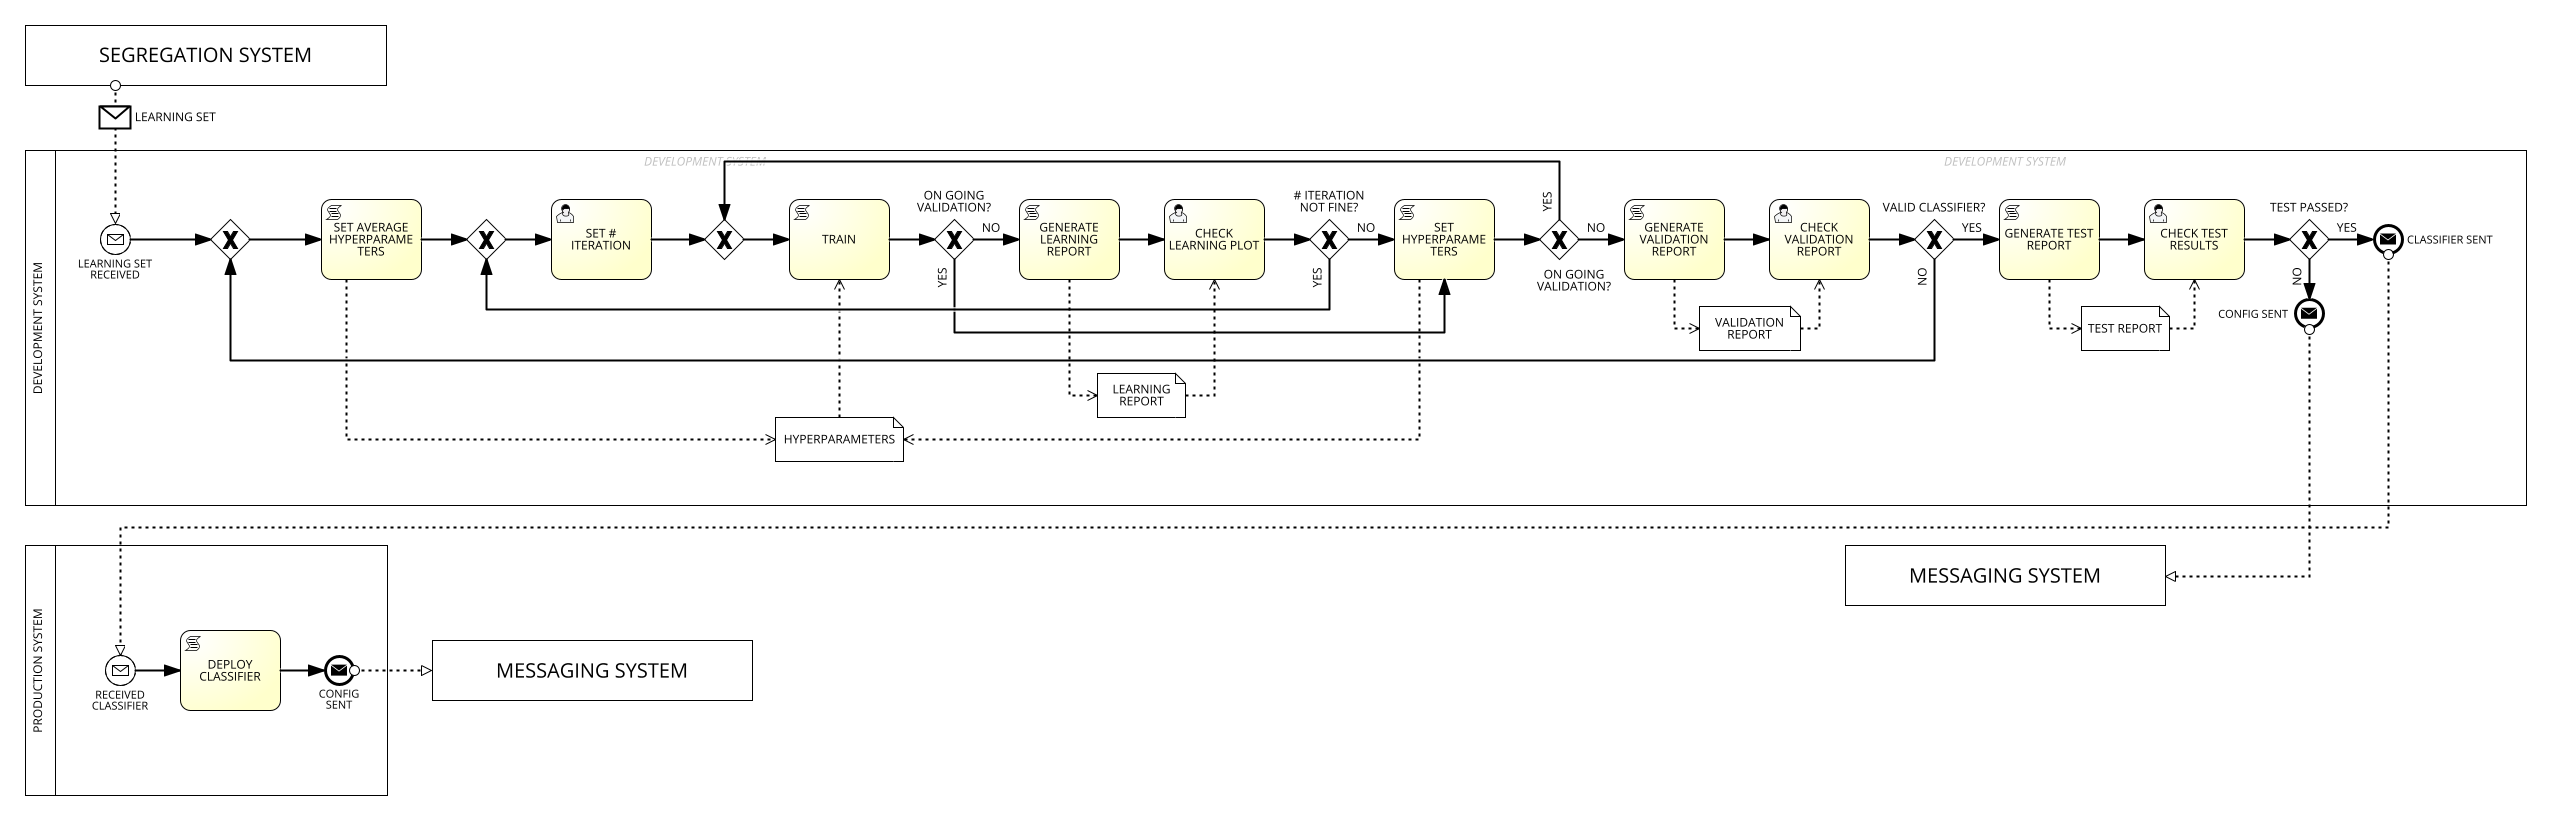 SEGREGATION SYSTEM
LEARNING SET
DEVELOPMENT SYSTEM
DEVELOPMENT SYSTEM
DEVELOPMENT SYSTEM
LEARNING SET
RECEIVED
SET AVERAGE
HYPERPARAME
TERS
SET #
ITERATION
TRAIN
ON GOING
VALIDATION?
NO
YES
GENERATE
LEARNING
REPORT
CHECK
LEARNING PLOT
# ITERATION
NOT FINE?
NO
YES
SET
HYPERPARAME
TERS
YES
NO
ON GOING
VALIDATION?
GENERATE
VALIDATION
REPORT
CHECK
VALIDATION
REPORT
VALID CLASSIFIER?
YES
NO
GENERATE TEST
REPORT
CHECK TEST
RESULTS
TEST PASSED?
YES
NO
CLASSIFIER SENT
CONFIG SENT
VALIDATION
REPORT
TEST REPORT
LEARNING
REPORT
HYPERPARAMETERS
MESSAGING SYSTEM
PRODUCTION SYSTEM
RECEIVED
CLASSIFIER
DEPLOY
CLASSIFIER
CONFIG
SENT
MESSAGING SYSTEM